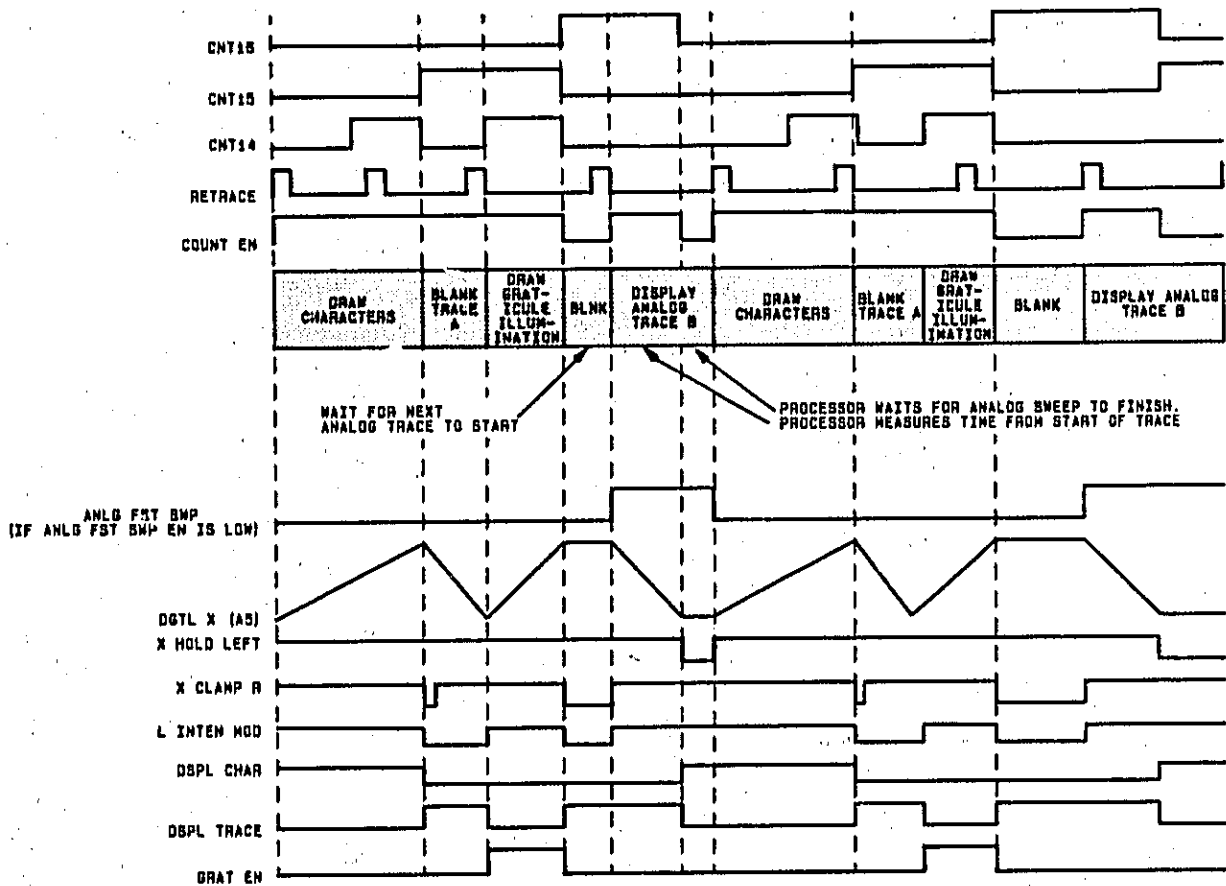 CNT16
CNT15
CNT14
RETRACE
COUNT EN
DRAW
CHARACTERS
BLANK
TRALE
A
DRAW
GRAT-
ICULE
ILLUM-
INATION
BLNK
DISPLAY
ANALOG
TRACE B
DRAW
CHARACTERS
BLANK
TRACE A
DRAW
GRAT-
ICULE
ILLUM-
INATION
BLANK
DISPLAY ANALOG
TRACE B
WAIT FOR NEXT
ANALOG TRACE TO START
PROCESSOR WAITS FOR ANALOG SWEEP TO FINISH.
PROCESSOR MEASURES TIME FROM START OF TRACE
ANLG FST SWP
(IF ANLG FST SWP EN IS LOW)
DGTL X (A5)
X HOLD LEFT
X CLAMP R
L INTEN MOD
DSPL CHAR
DSPL TRACE
GRAT EN